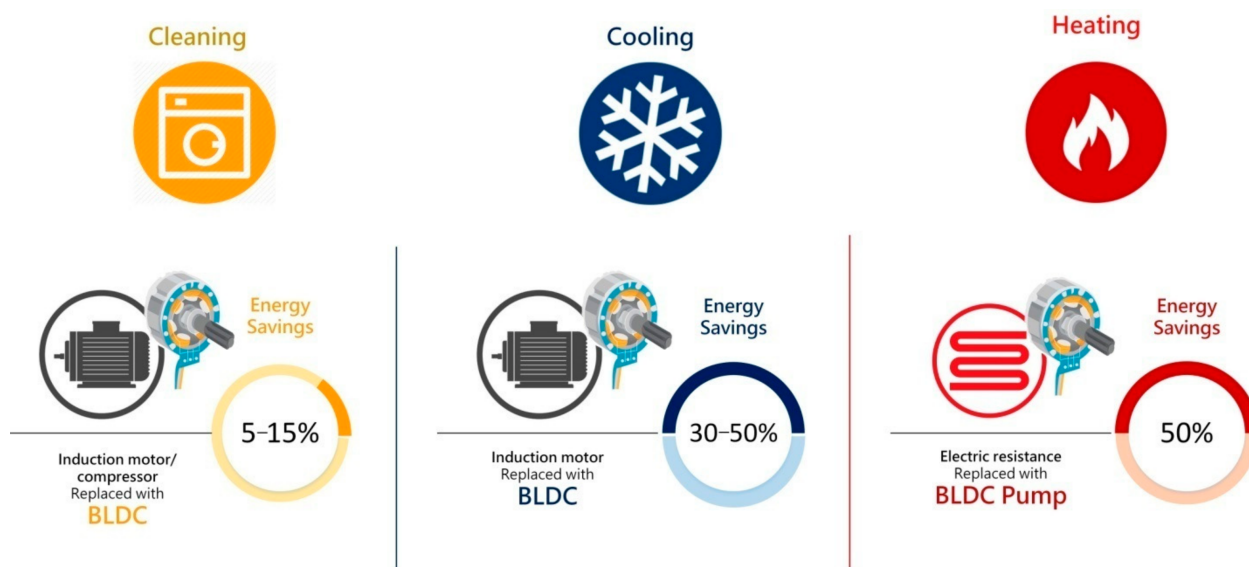 Cleaning
Cooling
Heating
Energy
Savings
5–15%
Induction motor/
compressor
Replaced with
BLDC
Energy
Savings
30–50%
Induction motor
Replaced with
BLDC
Energy
Savings
50%
Electric resistance
Replaced with
BLDC Pump